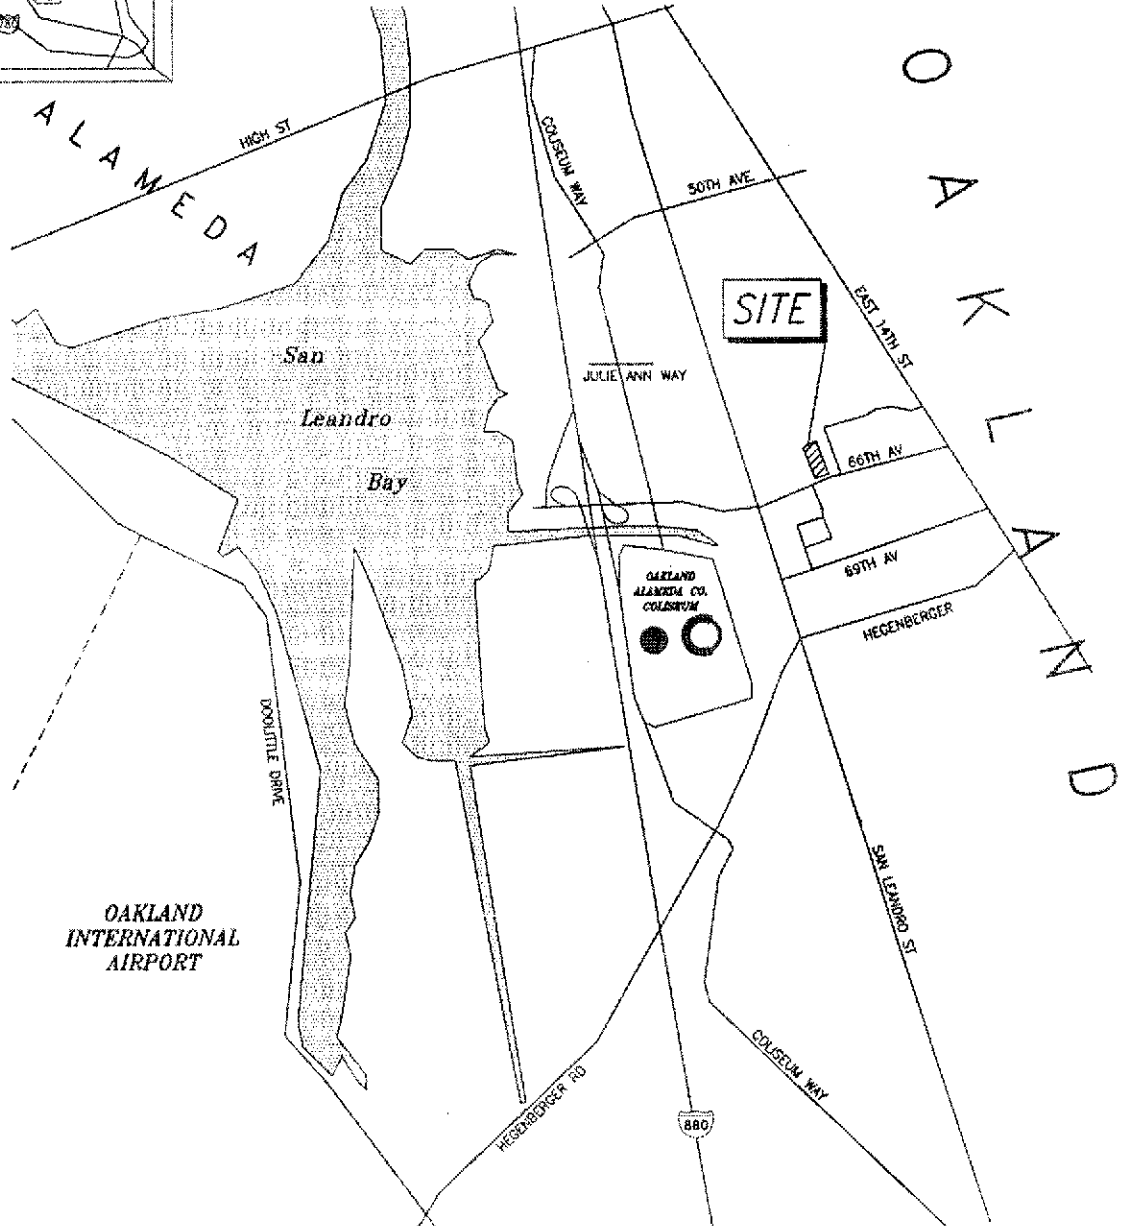 ALAMEDA
OAKLAND
HIGH ST
COLISEUM WAY
50TH AVE.
SITE
EAST 14TH ST
San
Leandro
Bay
JULIE ANN WAY
66TH AV
69TH AV
HEGENBERGER
OAKLAND
ALAMEDA CO.
COLISEUM
DOOLITTLE DRIVE
SAN LEANDRO ST
OAKLAND
INTERNATIONAL
AIRPORT
COLISEUM WAY
HEGENBERGER RD
880